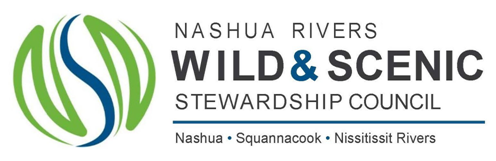 NASHUA RIVERS
WILD & SCENIC
STEWARDSHIP COUNCIL
Nashua • Squannacook • Nissitissit Rivers